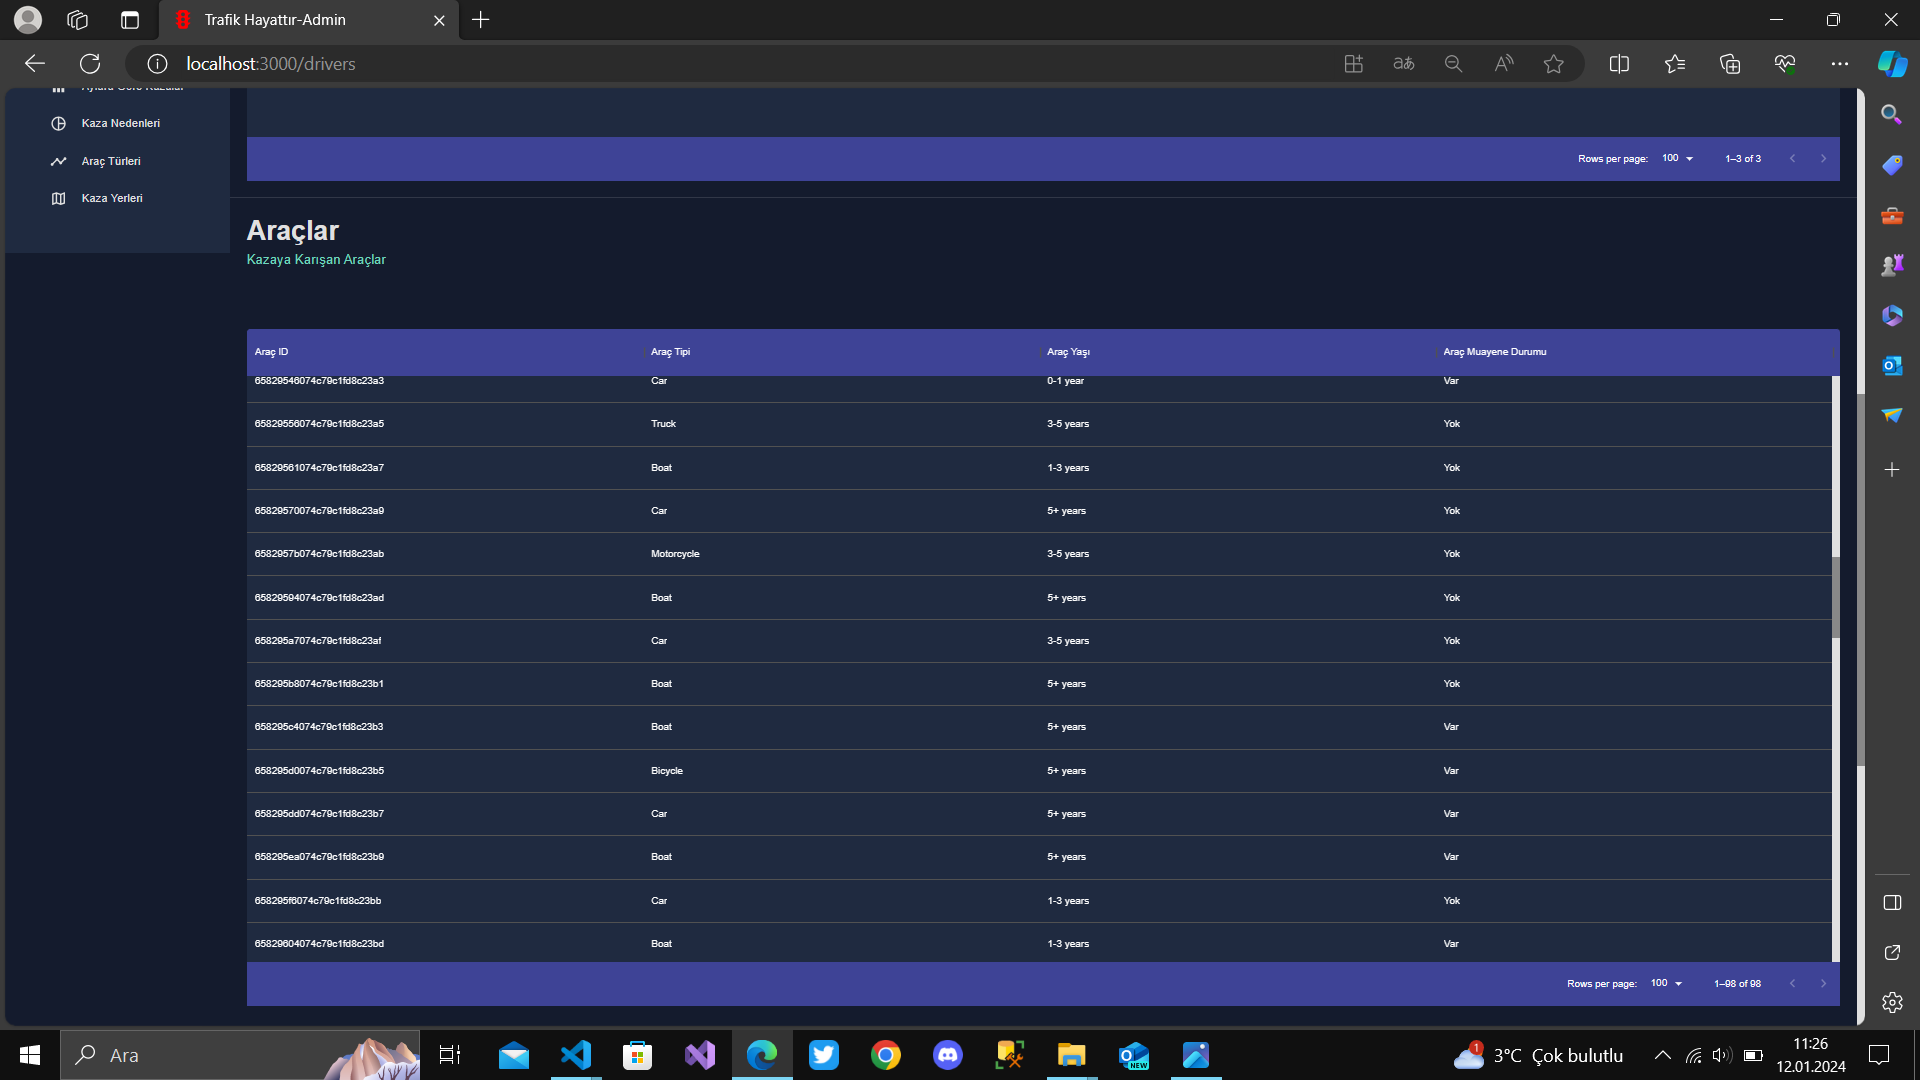 Trafik Hayattır-Admin
localhost:3000/drivers
Kaza Nedenleri
Araç Türleri
Kaza Yerleri
Rows per page: 100 1–3 of 3
Araçlar
Kazaya Karışan Araçlar
Araç ID Araç Tipi Araç Yaşı Araç Muayene Durumu
65829546074c79c1fd8c23a3 Car 0-1 year Var
65829556074c79c1fd8c23a5 Truck 3-5 years Yok
65829561074c79c1fd8c23a7 Boat 1-3 years Yok
65829570074c79c1fd8c23a9 Car 5+ years Yok
6582957b074c79c1fd8c23ab Motorcycle 3-5 years Yok
65829594074c79c1fd8c23ad Boat 5+ years Yok
658295a7074c79c1fd8c23af Car 3-5 years Yok
658295b8074c79c1fd8c23b1 Boat 5+ years Yok
658295c4074c79c1fd8c23b3 Boat 5+ years Var
658295d0074c79c1fd8c23b5 Bicycle 5+ years Var
658295dd074c79c1fd8c23b7 Car 5+ years Var
658295ea074c79c1fd8c23b9 Boat 5+ years Var
658295f6074c79c1fd8c23bb Car 1-3 years Yok
65829604074c79c1fd8c23bd Boat 1-3 years Var
Rows per page: 100 1–98 of 98
Ara
NEW
1
3°C Çok bulutlu
11:26
12.01.2024